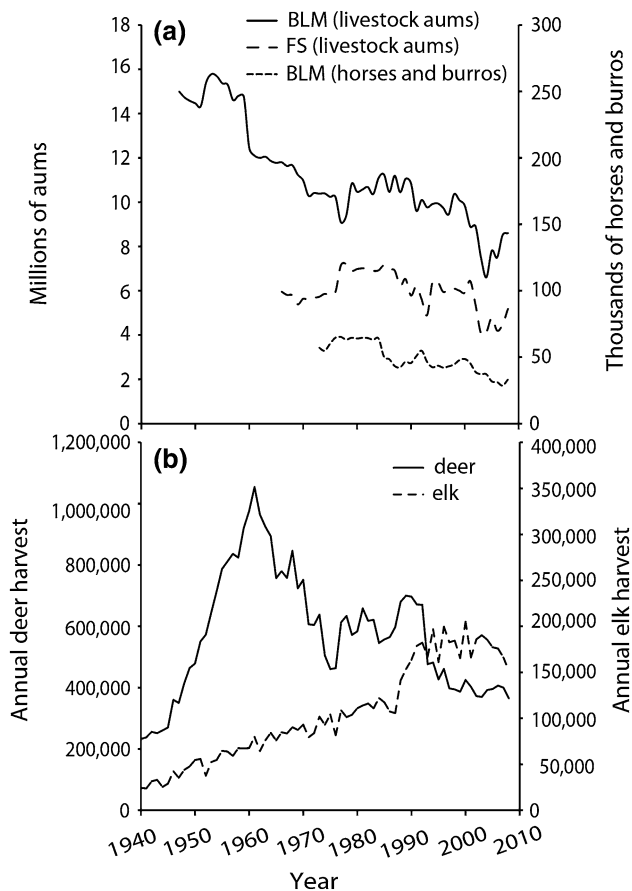 (a)
BLM (livestock aums)
FS (livestock aums)
BLM (horses and burros)
Millions of aums
18
16
14
12
10
8
6
4
2
0
300
250
200
150
100
50
0
Thousands of horses and burros
(b)
deer
elk
Annual deer harvest
1,200,000
1,000,000
800,000
600,000
400,000
200,000
0
400,000
350,000
300,000
250,000
200,000
150,000
100,000
50,000
0
Annual elk harvest
1940 1950 1960 1970 1980 1990 2000 2010
Year